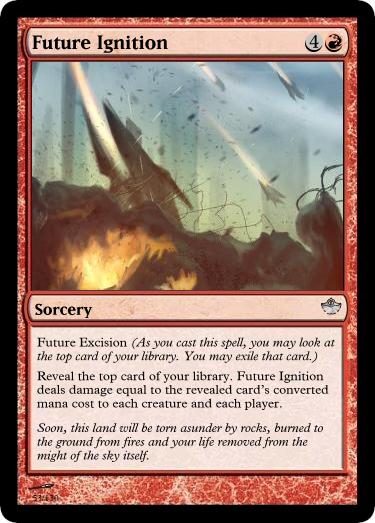 Future Ignition 4
Sorcery
Future Excision (As you cast this spell, you may look at
the top card of your library. You may exile that card.)
Reveal the top card of your library. Future Ignition
deals damage equal to the revealed card's converted
mana cost to each creature and each player.
Soon, this land will be torn asunder by rocks, burned to
the ground from fires and your life removed from the
might of the sky itself.